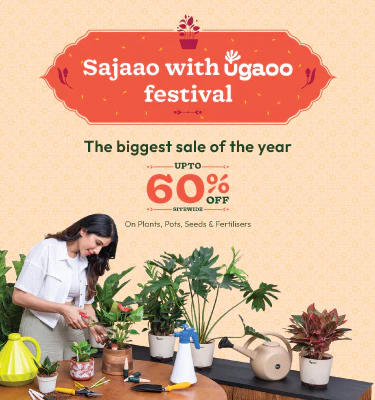 Sajaao with ugaoo
festival
The biggest sale of the year
UPTO
60% OFF
SITEWIDE
On Plants, Pots, Seeds & Fertilisers